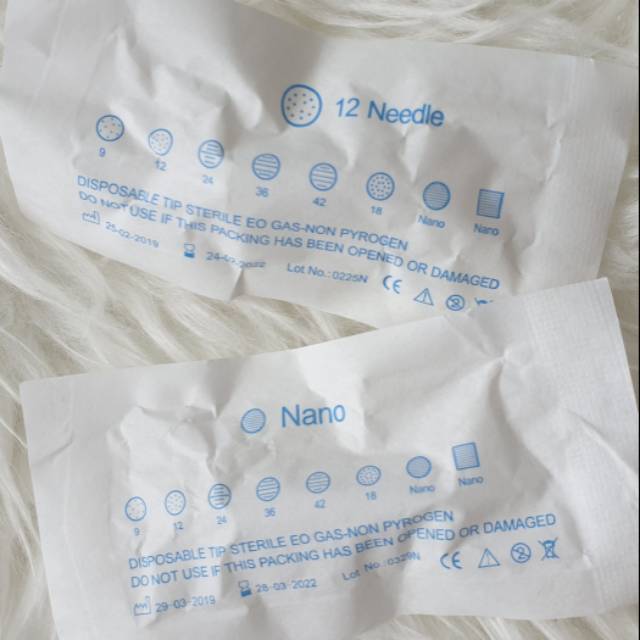 12 Needle
9 12 24 36 42 18 Nano Nano
DISPOSABLE TIP STERILE EO GAS-NON PYROGEN
DO NOT USE IF THIS PACKING HAS BEEN OPENED OR DAMAGED
25-02-2019 2022 Lot No.: 0225N CE
Nano
9 12 24 36 42 18 Nano Nano
DISPOSABLE TIP STERILE EO GAS-NON PYROGEN
DO NOT USE IF THIS PACKING HAS BEEN OPENED OR DAMAGED
29-03-2019 28-03-2022 Lot No.: CE